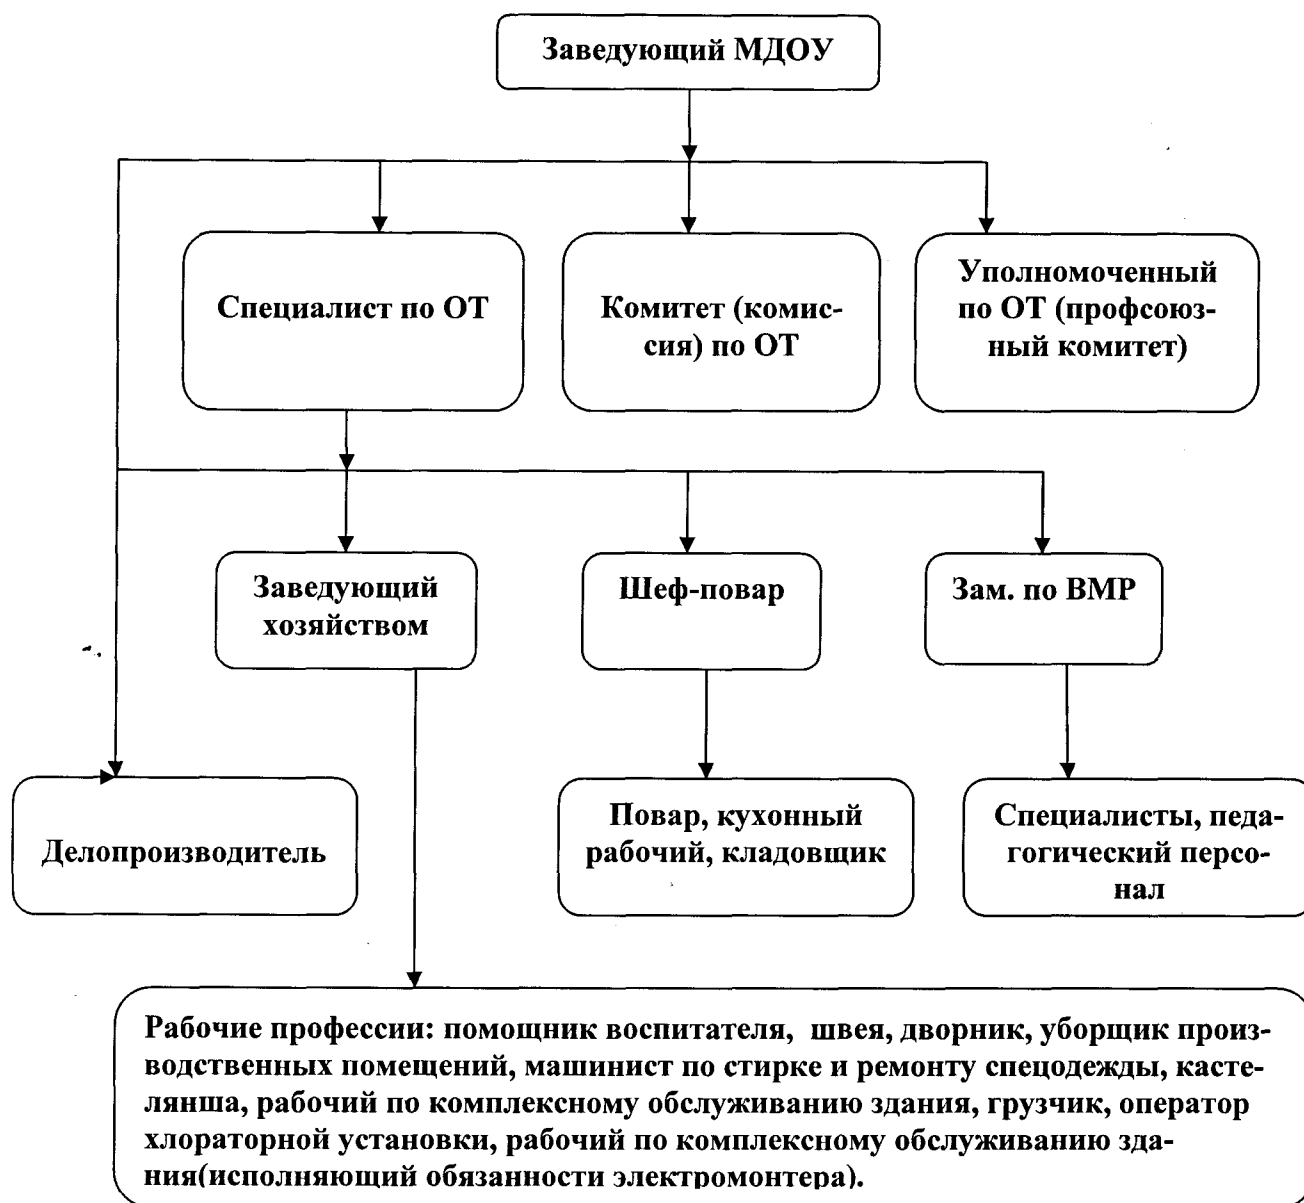 Заведующий МДОУ
Специалист по ОТ
Комитет (комис-
сия) по ОТ
Уполномоченный
по ОТ (профсоюз-
ный комитет)
Заведующий
хозяйством
Шеф-повар
Зам. по ВМР
Делопроизводитель
Повар, кухонный
рабочий, кладовщик
Специалисты, педа-
гогический персо-
нал
Рабочие профессии: помощник воспитателя, швея, дворник, уборщик произ-
водственных помещений, машинист по стирке и ремонту спецодежды, касте-
лянша, рабочий по комплексному обслуживанию здания, грузчик, оператор
хлораторной установки, рабочий по комплексному обслуживанию зда-
ния(исполняющий обязанности электромонтера).